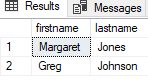 Results Messages
firstname lastname
1 Margaret Jones
2 Greg Johnson